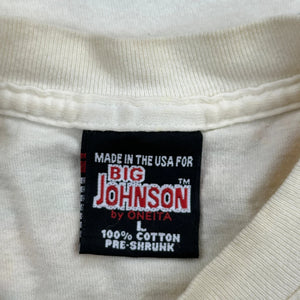 MADE IN THE USA FOR
BIG
JOHNSON™
by ONEITA
L
100% COTTON
PRE-SHRUNK